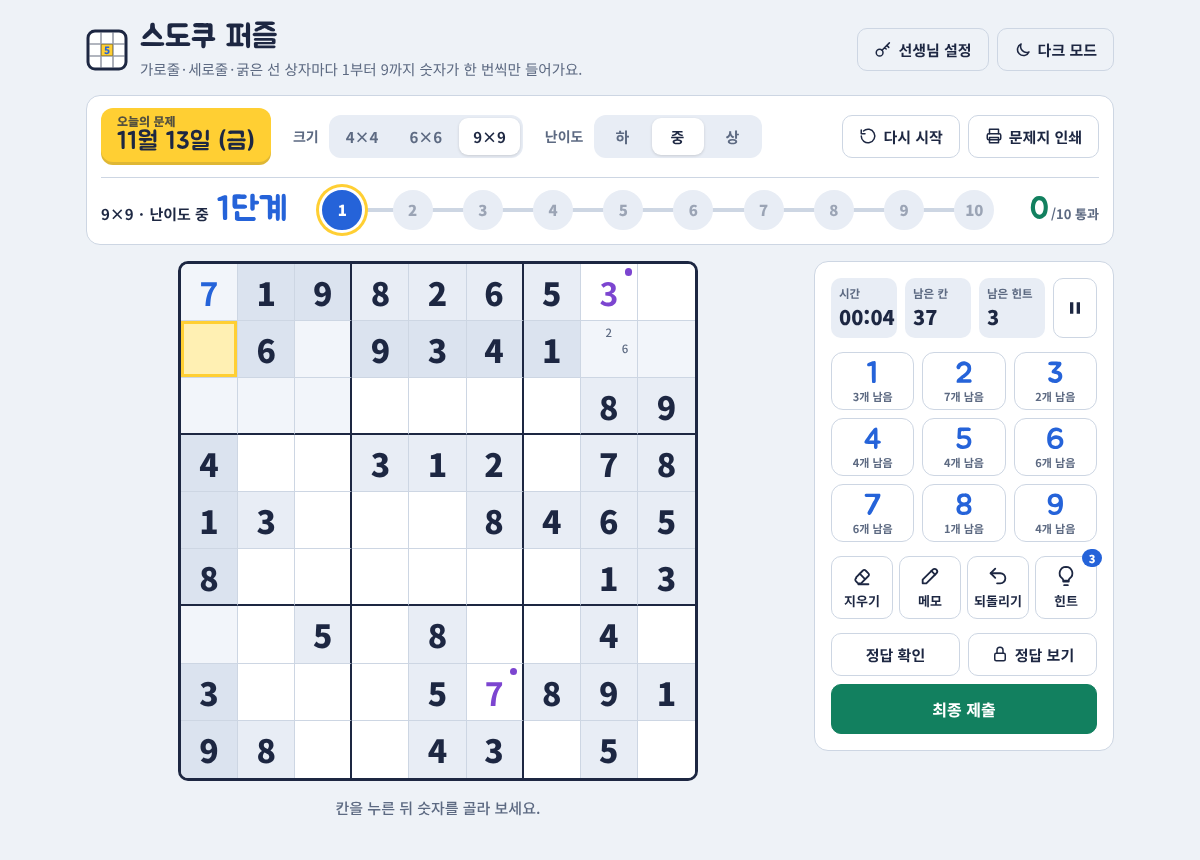 스도쿠 퍼즐
가로줄·세로줄·굵은 선 상자마다 1부터 9까지 숫자가 한 번씩만 들어가요.
선생님 설정
다크 모드
오늘의 문제
11월 13일 (금)
크기
4×4 6×6 9×9
난이도
하 중 상
다시 시작
문제지 인쇄
9×9 · 난이도 중 1단계
1 2 3 4 5 6 7 8 9 10
0/10 통과
7 1 9 8 2 6 5 3
6 9 3 4 1 2 6
8 9
4 3 1 2 7 8
1 3 8 4 6 5
8 1 3
5 8 4
3 5 7 8 9 1
9 8 4 3 5
칸을 누른 뒤 숫자를 골라 보세요.
시간 00:04
남은 칸 37
남은 힌트 3
1 2 3
3개 남음 7개 남음 2개 남음
4 5 6
4개 남음 4개 남음 6개 남음
7 8 9
6개 남음 1개 남음 4개 남음
3
지우기 메모 되돌리기 힌트
정답 확인 정답 보기
최종 제출